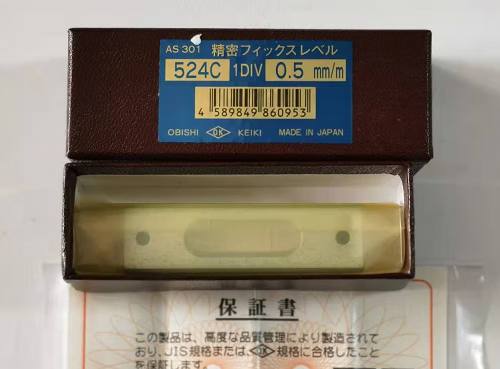 AS 301 精密フィックスレベル
524C 1DIV 0.5 mm/m
4 589849 860953
OBISHI DK KEIKI MADE IN JAPAN
保証書
この製品は、高度な品質管理により製造されて
おり、JIS規格または、DK規格に合格したこと
を保証します。